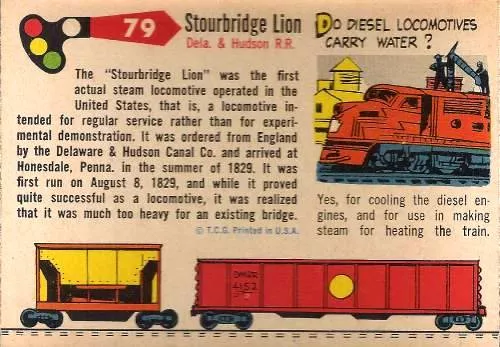 79
Stourbridge Lion
Dela. & Hudson R.R.
The "Stourbridge Lion" was the first
actual steam locomotive operated in the
United States, that is, a locomotive in-
tended for regular service rather than for experi-
mental demonstration. It was ordered from England
by the Delaware & Hudson Canal Co. and arrived at
Honesdale, Penna. in the summer of 1829. It was
first run on August 8, 1829, and while it proved
quite successful as a locomotive, it was realized
that it was much too heavy for an existing bridge.
© T.C.G. Printed in U.S.A.
DO DIESEL LOCOMOTIVES
CARRY WATER?
Yes, for cooling the diesel en-
gines, and for use in making
steam for heating the train.
4152